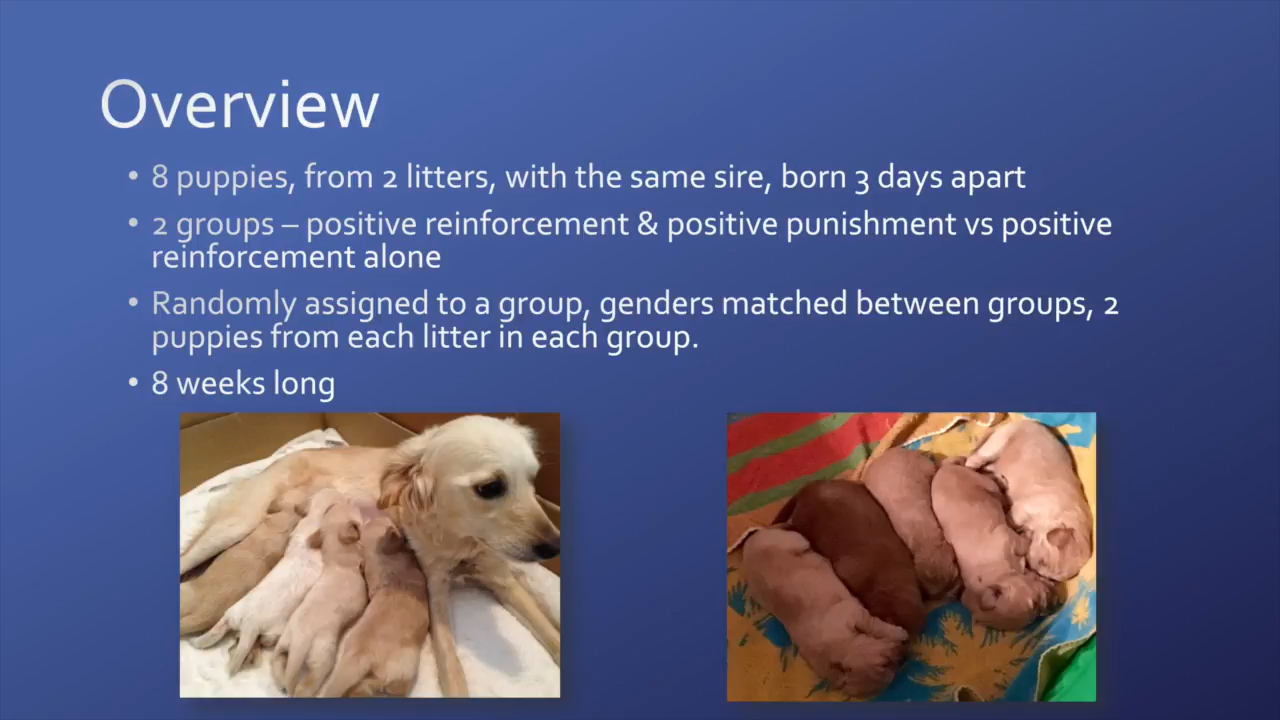 Overview
• 8 puppies, from 2 litters, with the same sire, born 3 days apart
• 2 groups – positive reinforcement & positive punishment vs positive
reinforcement alone
• Randomly assigned to a group, genders matched between groups, 2
puppies from each litter in each group.
• 8 weeks long